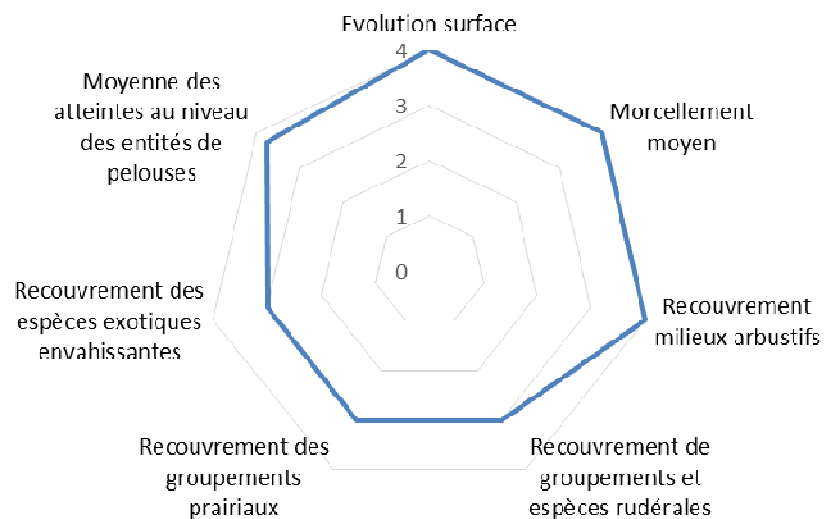 Evolution surface
4
3
2
1
0
Morcellement
moyen
Recouvrement
milieux arbustifs
Recouvrement de
groupements et
espèces rudérales
Recouvrement des
groupements
prairiaux
Recouvrement des
espèces exotiques
envahissantes
Moyenne des
atteintes au niveau
des entités de
pelouses